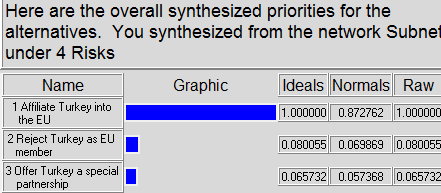 Here are the overall synthesized priorities for the
alternatives. You synthesized from the network Subnet
under 4 Risks
Name Graphic Ideals Normals Raw
1 Affiliate Turkey into
the EU 1.000000 0.872762 1.000000
2 Reject Turkey as EU
member 0.080055 0.069869 0.080055
3 Offer Turkey a special
partnership 0.065732 0.057368 0.065732